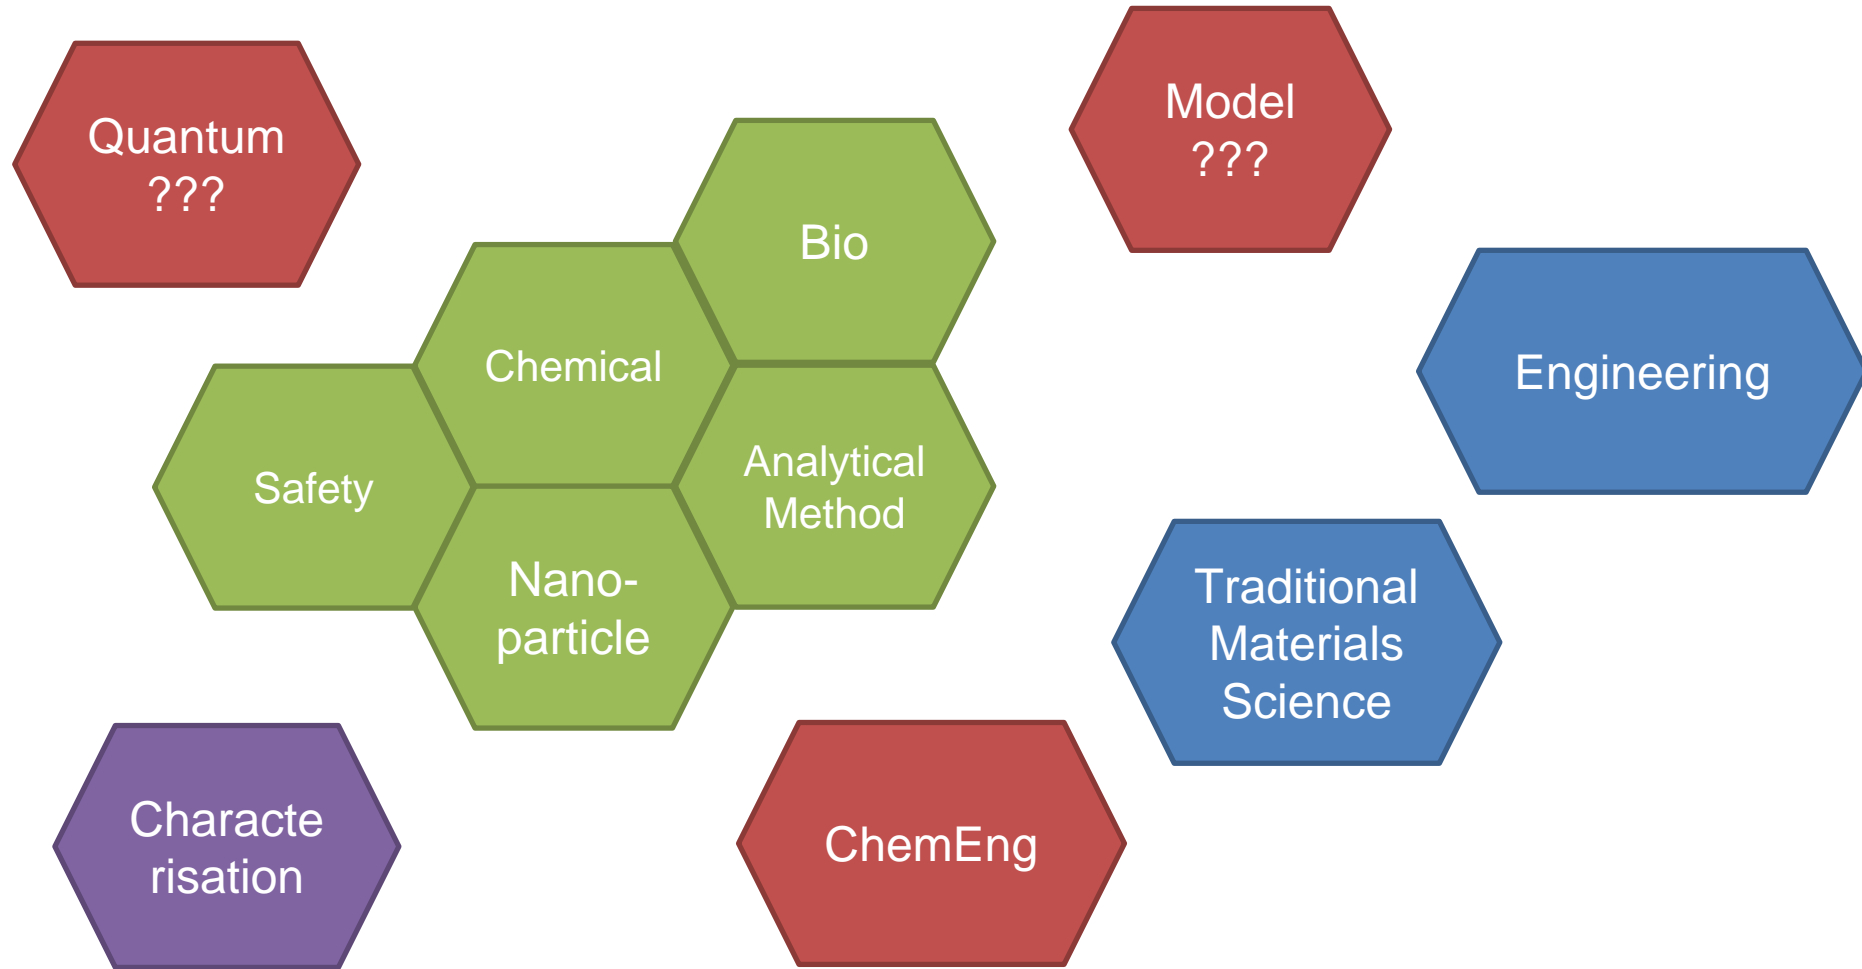 Quantum
???
Model
???
Bio
Chemical
Engineering
Safety
Analytical
Method
Nano-
particle
Traditional
Materials
Science
Characte
risation
ChemEng